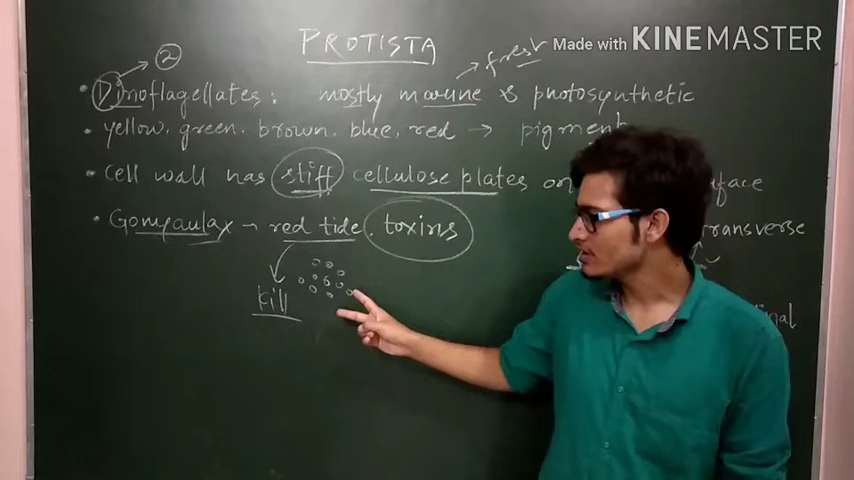 PROTISTA
Made with KINEMASTER
2
fresh
Dinoflagellates: mostly marine & photosynthetic
yellow, green, brown, blue, red → pigment
Cell wall has stiff cellulose plates on
Gonyaulax → red tide. toxins
transverse
kill